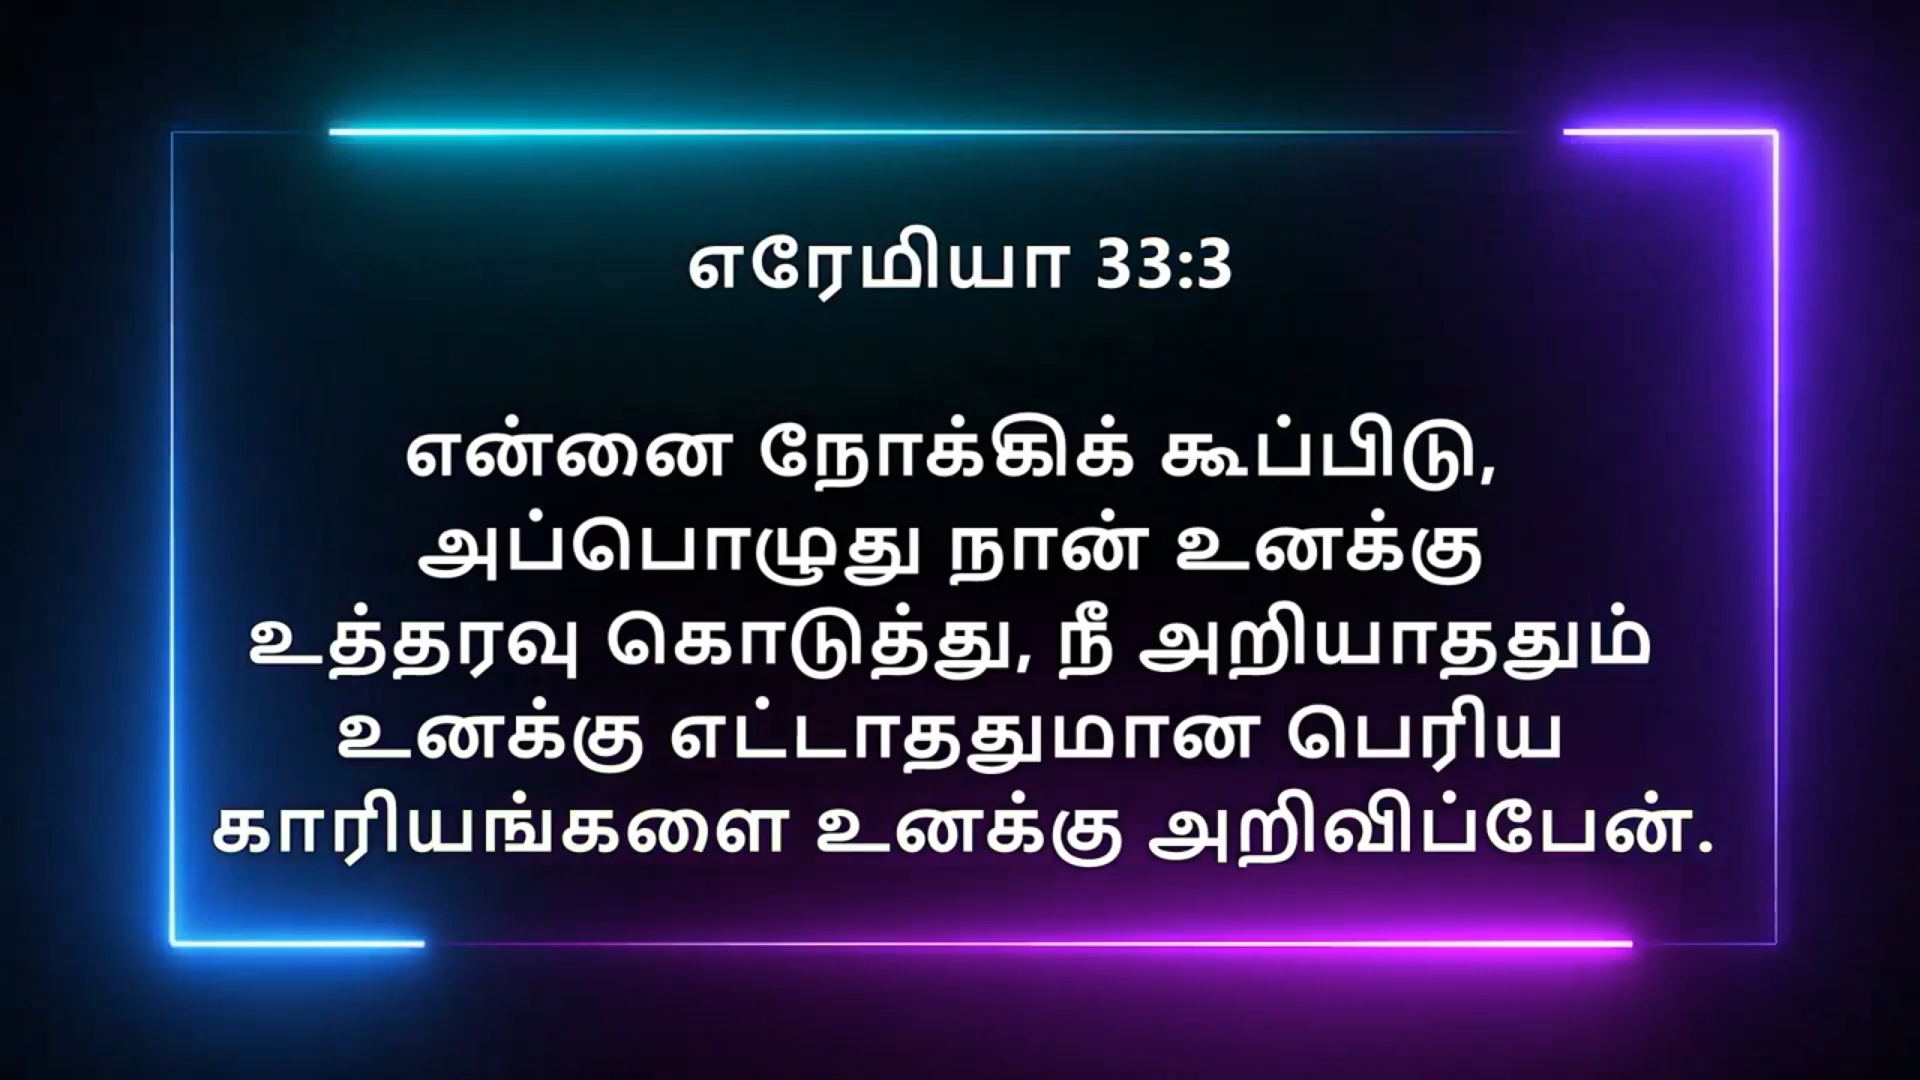 எரேமியா 33:3
என்னை நோக்கிக் கூப்பிடு,
அப்பொழுது நான் உனக்கு
உத்தரவு கொடுத்து, நீ அறியாததும்
உனக்கு எட்டாததுமான பெரிய
காரியங்களை உனக்கு அறிவிப்பேன்.